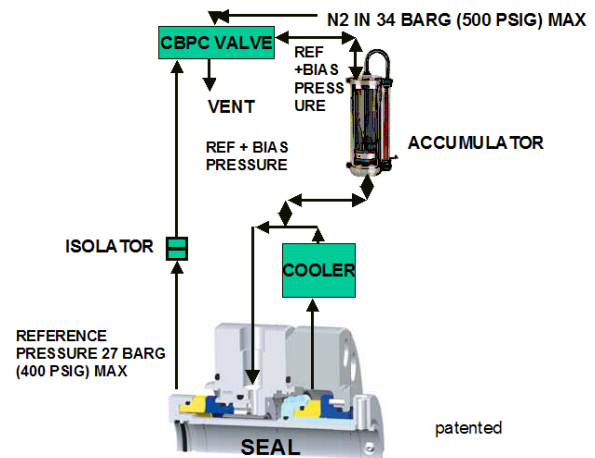 N2 IN 34 BARG (500 PSIG) MAX
CBPC VALVE
REF
+BIAS
PRESS
URE
VENT
ACCUMULATOR
REF + BIAS
PRESSURE
ISOLATOR
COOLER
REFERENCE
PRESSURE 27 BARG
(400 PSIG) MAX
SEAL
patented